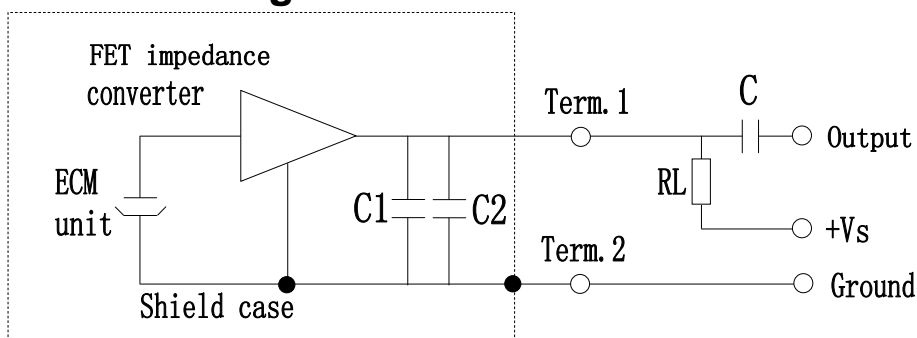 FET impedance
converter
Term.1
C
Output
ECM
unit
C1
C2
RL
+Vs
Term.2
Shield case
Ground